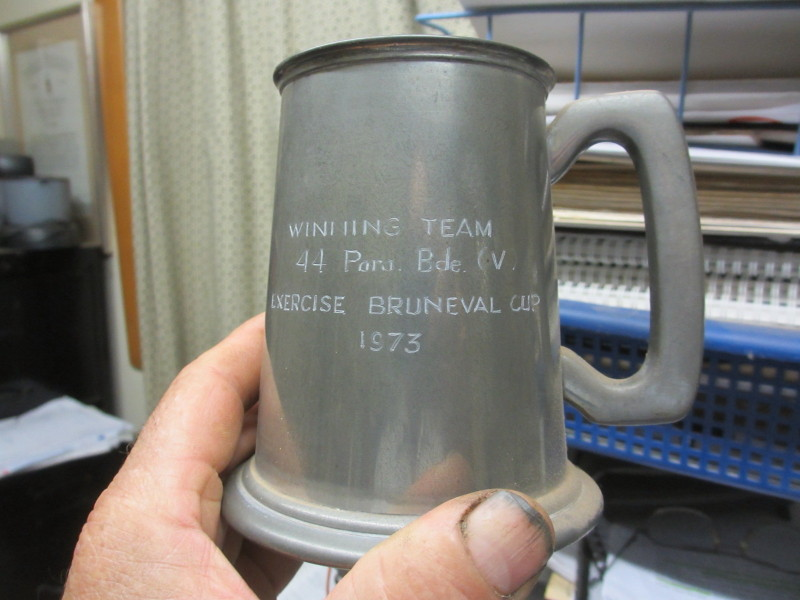 WINNING TEAM
44 Para. Bde. (V.
EXERCISE BRUNEVAL CUP
1973